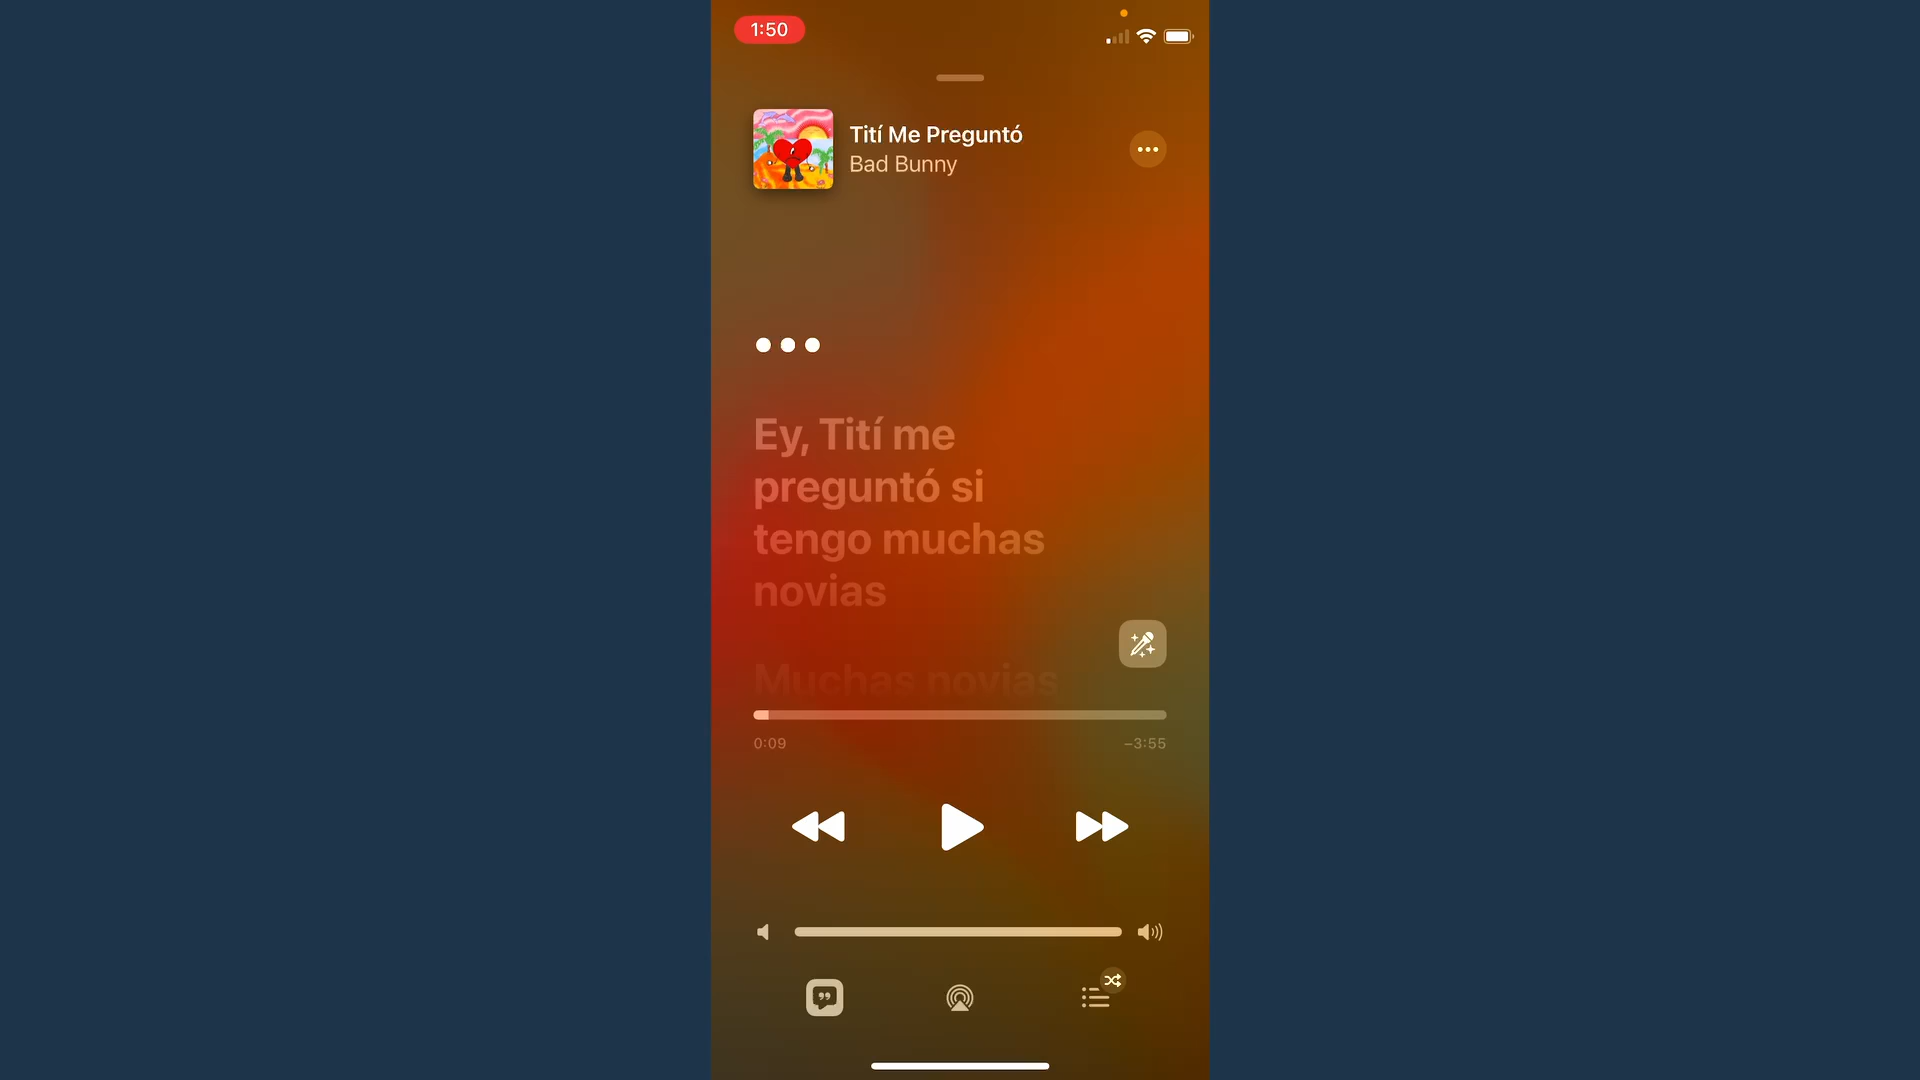 1:50
Tití Me Preguntó
Bad Bunny
Ey, Tití me
preguntó si
tengo muchas
novias
Muchas novias
0:09
−3:55